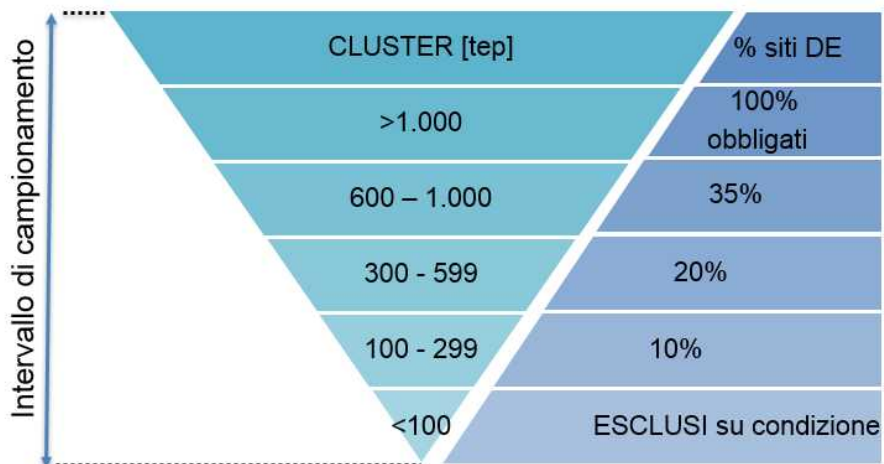 Intervallo di campionamento
CLUSTER [tep]
% siti DE
>1.000
100%
obbligati
600 – 1.000
35%
300 - 599
20%
100 - 299
10%
<100
ESCLUSI su condizione